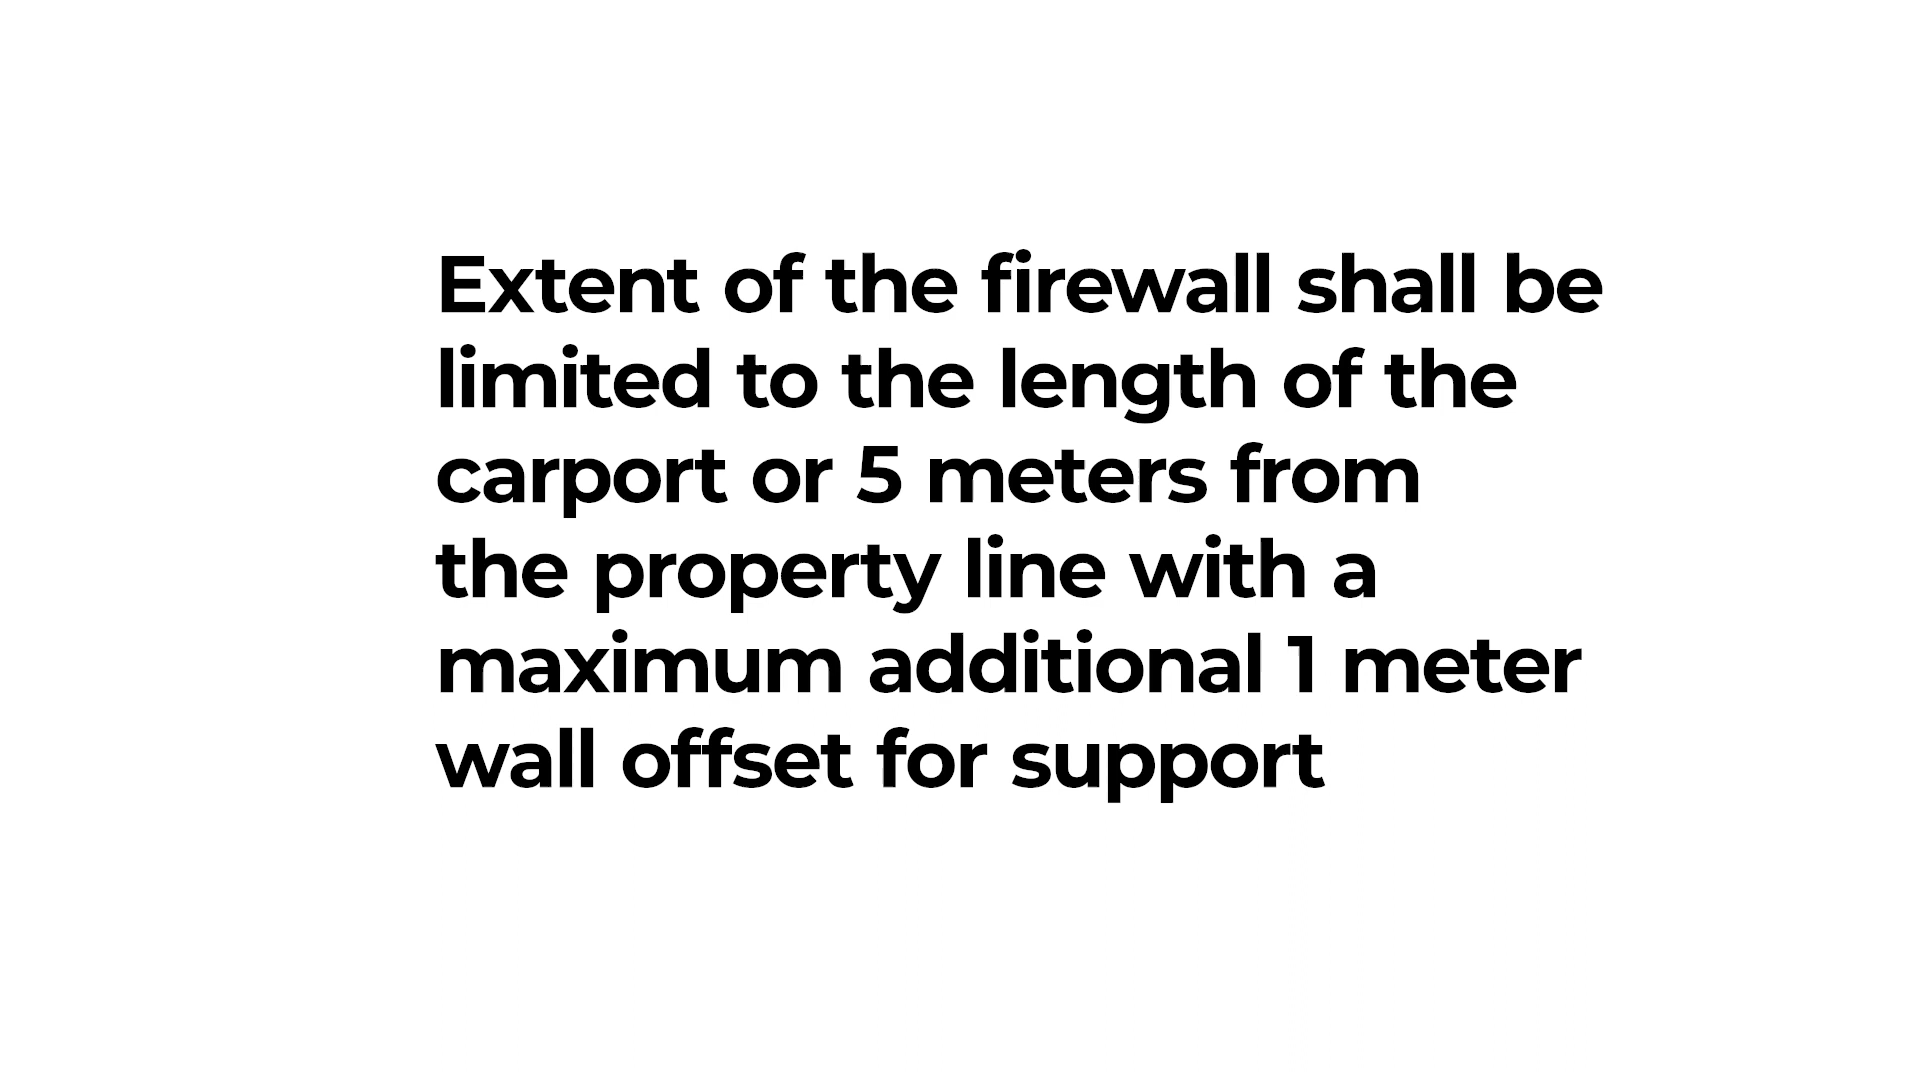 Extent of the firewall shall be
limited to the length of the
carport or 5 meters from
the property line with a
maximum additional 1 meter
wall offset for support